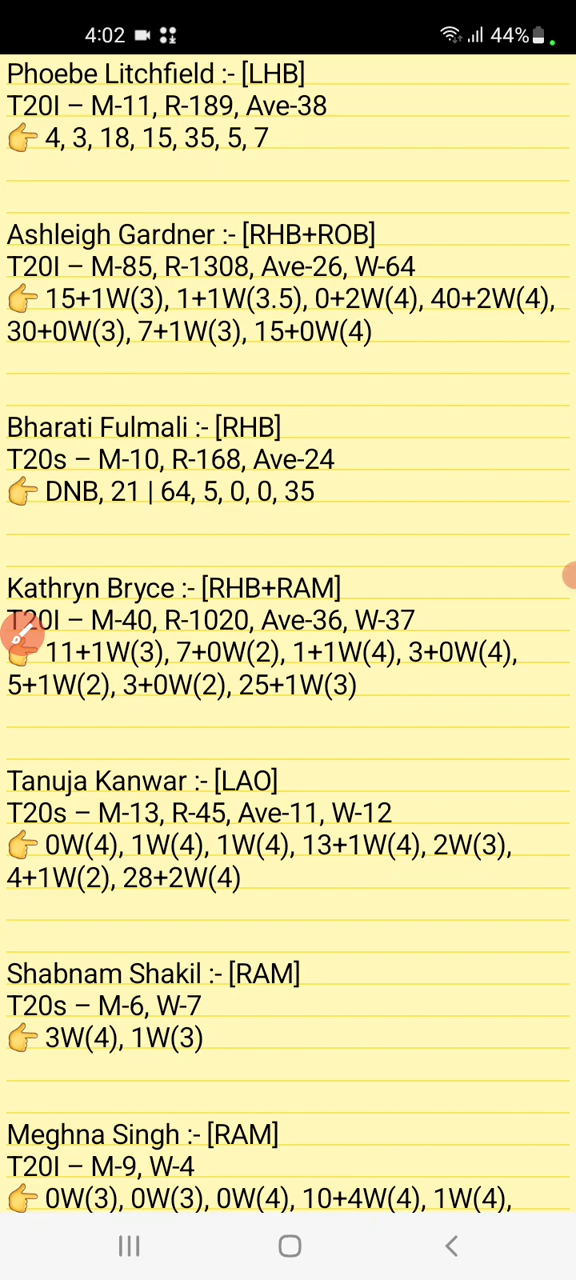 4:02
44%
Phoebe Litchfield :- [LHB]
T20I – M-11, R-189, Ave-38
👉 4, 3, 18, 15, 35, 5, 7
Ashleigh Gardner :- [RHB+ROB]
T20I – M-85, R-1308, Ave-26, W-64
👉 15+1W(3), 1+1W(3.5), 0+2W(4), 40+2W(4),
30+0W(3), 7+1W(3), 15+0W(4)
Bharati Fulmali :- [RHB]
T20s – M-10, R-168, Ave-24
👉 DNB, 21 | 64, 5, 0, 0, 35
Kathryn Bryce :- [RHB+RAM]
T20I – M-40, R-1020, Ave-36, W-37
👉 11+1W(3), 7+0W(2), 1+1W(4), 3+0W(4),
5+1W(2), 3+0W(2), 25+1W(3)
Tanuja Kanwar :- [LAO]
T20s – M-13, R-45, Ave-11, W-12
👉 0W(4), 1W(4), 1W(4), 13+1W(4), 2W(3),
4+1W(2), 28+2W(4)
Shabnam Shakil :- [RAM]
T20s – M-6, W-7
👉 3W(4), 1W(3)
Meghna Singh :- [RAM]
T20I – M-9, W-4
👉 0W(3), 0W(3), 0W(4), 10+4W(4), 1W(4),